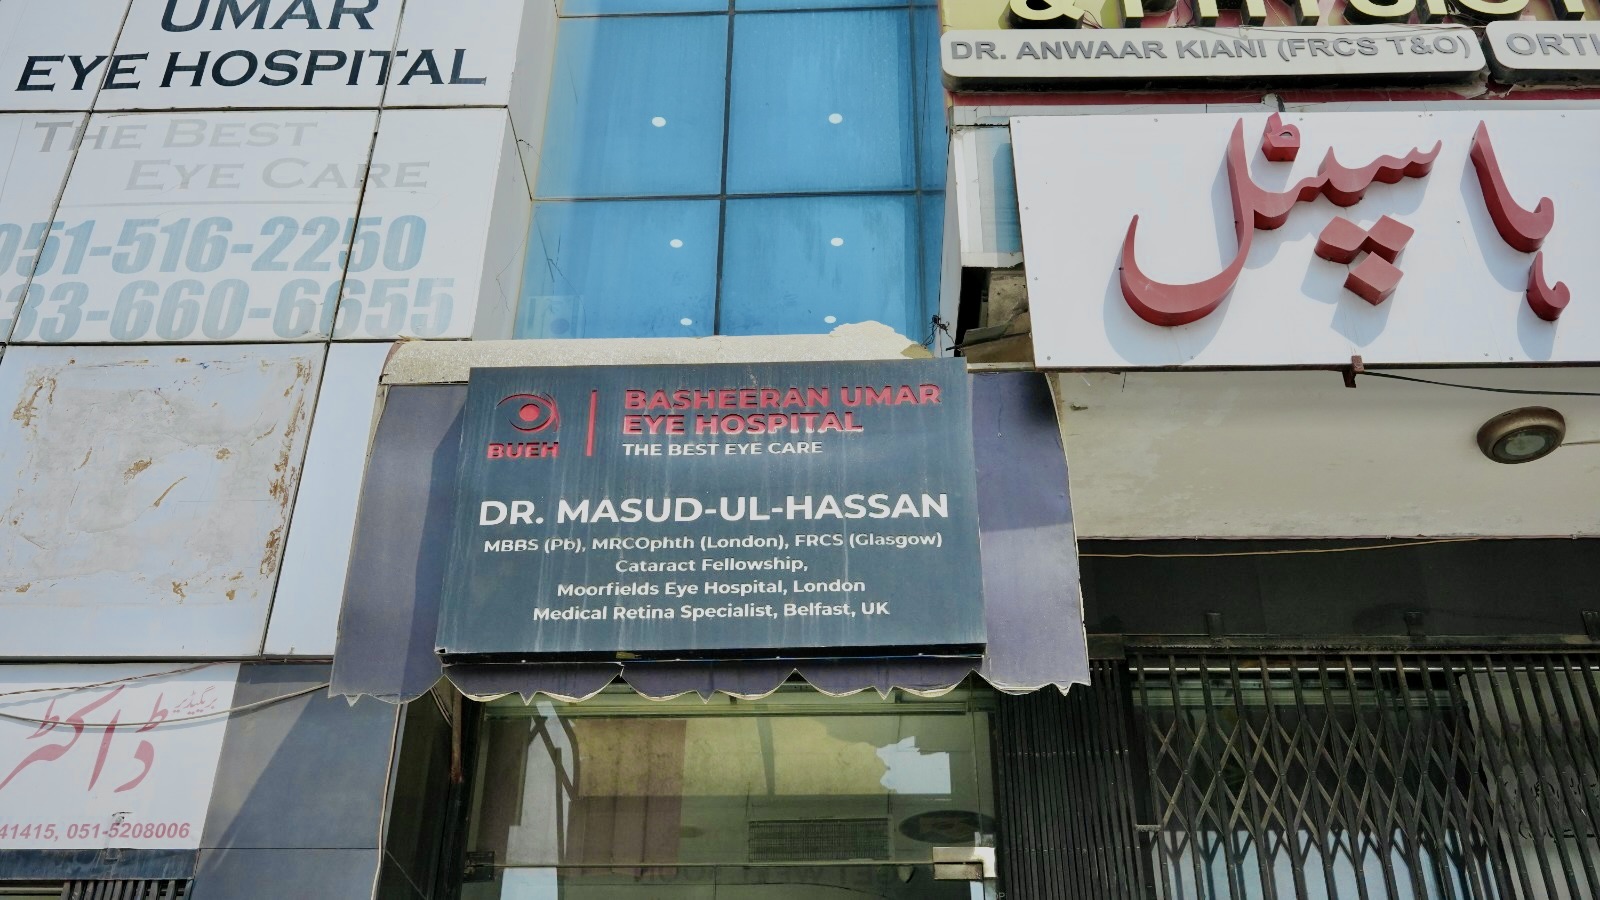 UMAR
EYE HOSPITAL
THE BEST
EYE CARE
051-516-2250
33-660-6655
DR. ANWAAR KIANI (FRCS T&O)
ہاسپٹل
BUEH
BASHEERAN UMAR
EYE HOSPITAL
THE BEST EYE CARE
DR. MASUD-UL-HASSAN
MBBS (Pb), MRCOphth (London), FRCS (Glasgow)
Cataract Fellowship,
Moorfields Eye Hospital, London
Medical Retina Specialist, Belfast, UK
بریگیڈیر
ڈاکٹر
41415, 051-5208006